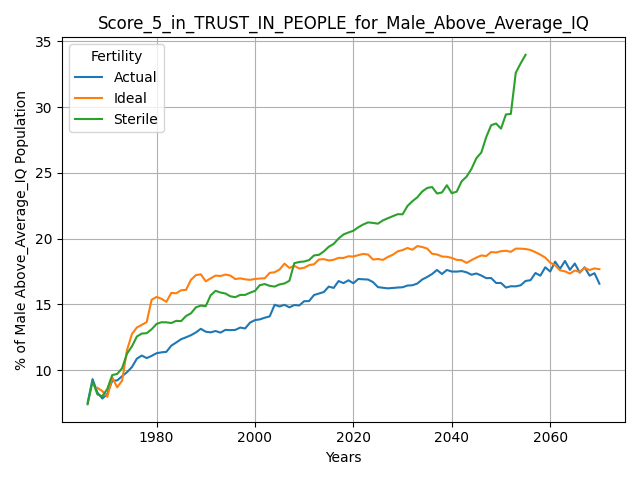 Score_5_in_TRUST_IN_PEOPLE_for_Male_Above_Average_IQ
% of Male Above_Average_IQ Population
35
30
25
20
15
10
Fertility
Actual
Ideal
Sterile
1980
2000
2020
2040
2060
Years